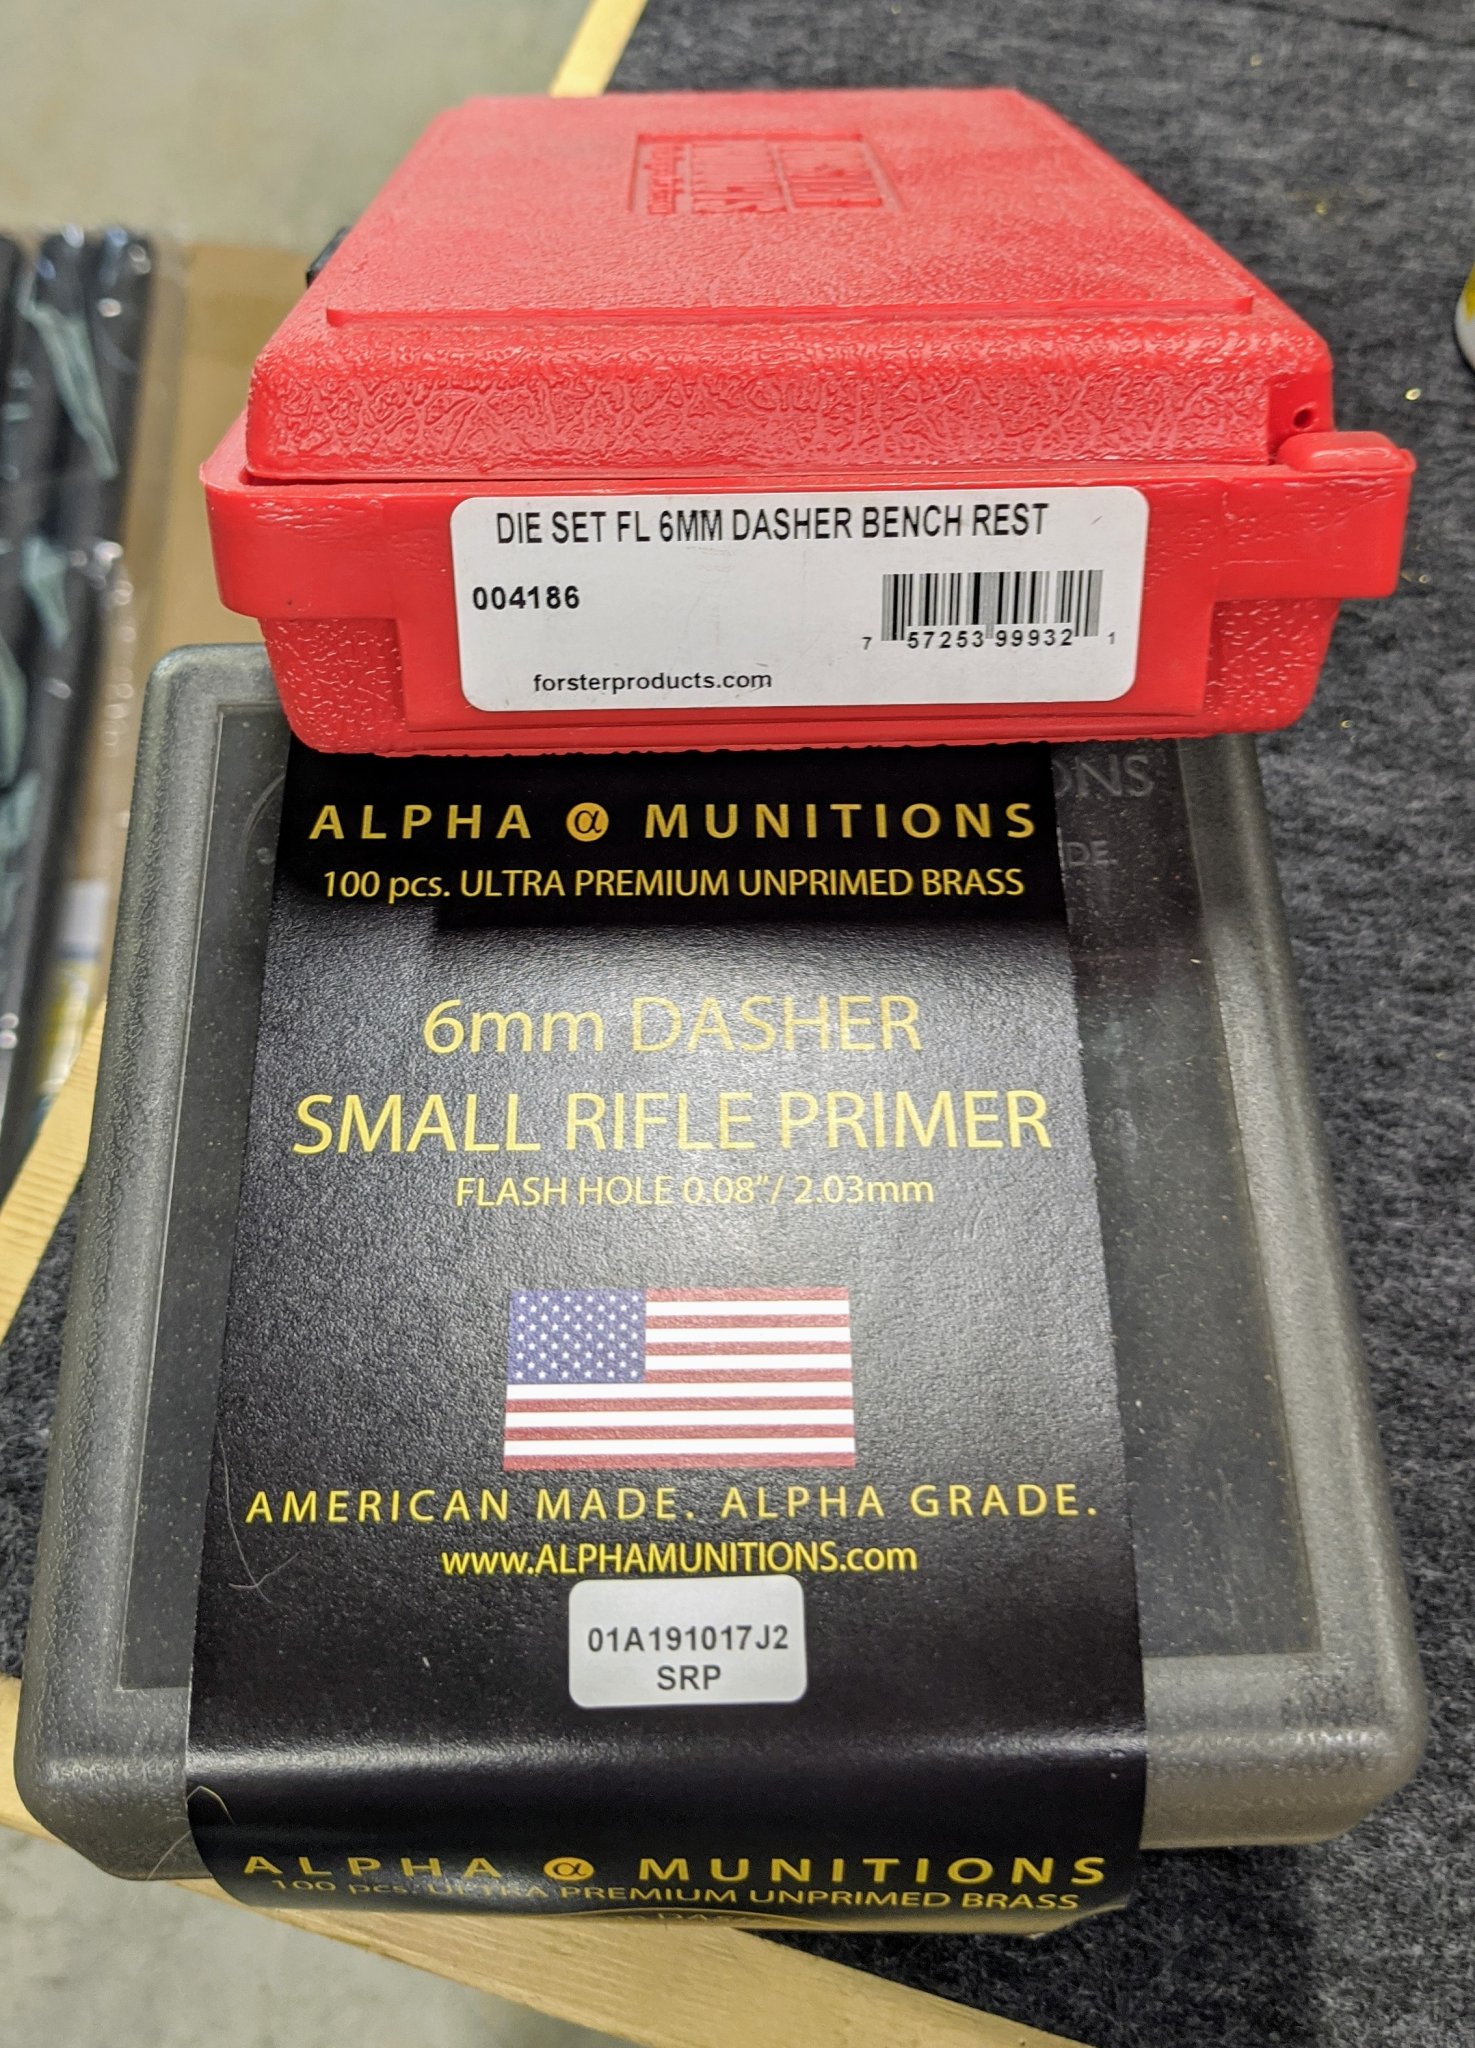 DIE SET FL 6MM DASHER BENCH REST
004186
7 57253 99932 1
forsterproducts.com
ONS
DE.
ALPHA α MUNITIONS
100 pcs. ULTRA PREMIUM UNPRIMED BRASS
6mm DASHER
SMALL RIFLE PRIMER
FLASH HOLE 0.08"/ 2.03mm
AMERICAN MADE. ALPHA GRADE.
www.ALPHAMUNITIONS.com
01A191017J2
SRP
ALPHA α MUNITIONS
100 pcs. ULTRA PREMIUM UNPRIMED BRASS